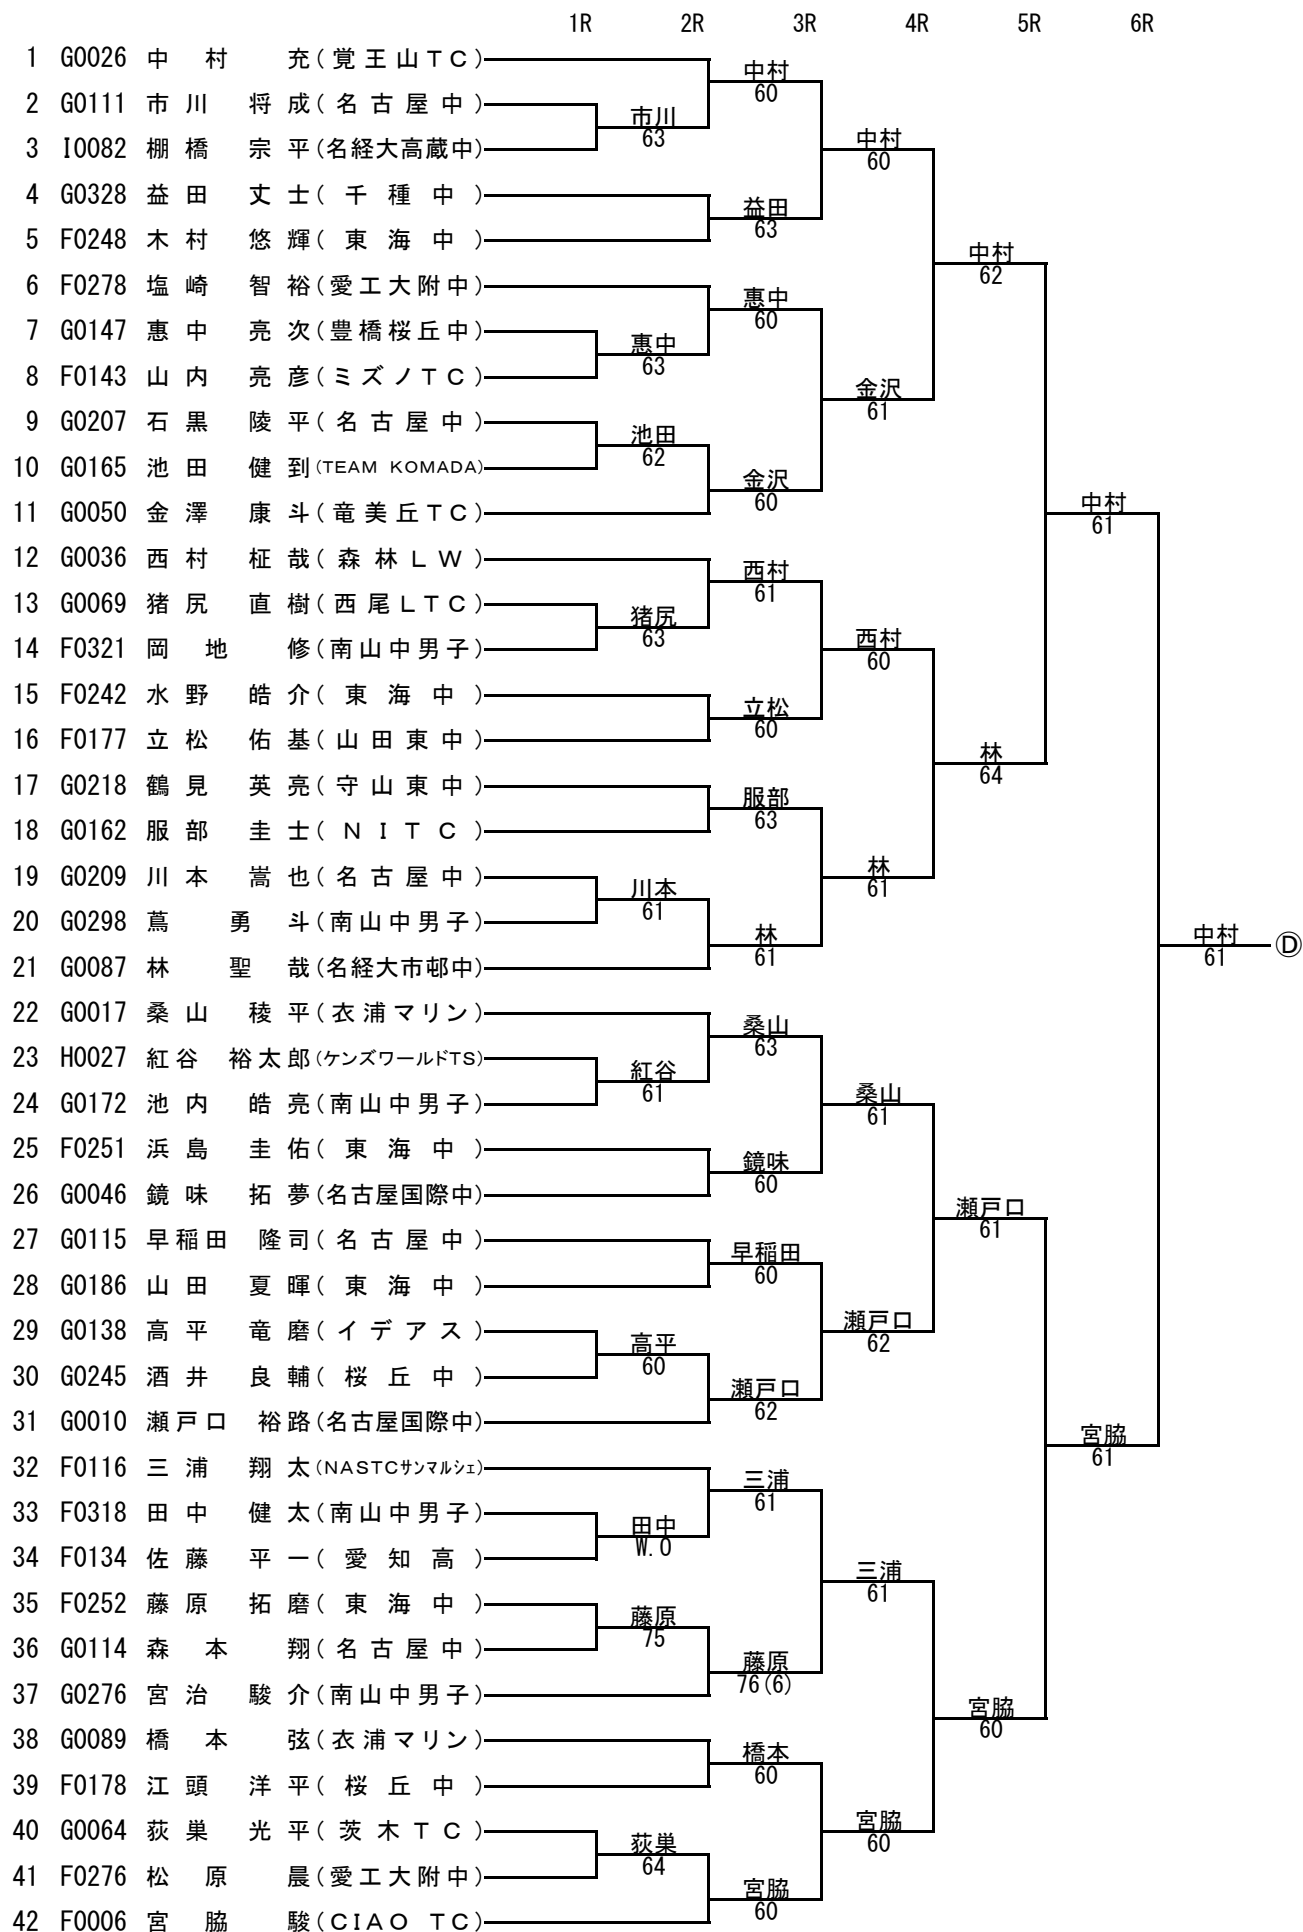 1R 2R 3R 4R 5R 6R
1 G0026 中村 充(覚王山TC)
中村
60
2 G0111 市川 将成(名古屋中)
市川
63
3 I0082 棚橋 宗平(名経大高蔵中)
中村
60
4 G0328 益田 丈士(千種中)
益田
63
5 F0248 木村 悠輝(東海中)
中村
62
6 F0278 塩崎 智裕(愛工大附中)
惠中
60
7 G0147 惠中 亮次(豊橋桜丘中)
惠中
63
8 F0143 山内 亮彦(ミズノTC)
金沢
61
9 G0207 石黒 陵平(名古屋中)
池田
62
10 G0165 池田 健到(TEAM KOMADA)
金沢
60
11 G0050 金澤 康斗(竜美丘TC)
中村
61
12 G0036 西村 柾哉(森林LW)
西村
61
13 G0069 猪尻 直樹(西尾LTC)
猪尻
63
14 F0321 岡地 修(南山中男子)
西村
60
15 F0242 水野 皓介(東海中)
立松
60
16 F0177 立松 佑基(山田東中)
林
64
17 G0218 鶴見 英亮(守山東中)
服部
63
18 G0162 服部 圭士(NITC)
林
61
19 G0209 川本 嵩也(名古屋中)
川本
61
20 G0298 蔦 勇斗(南山中男子)
林
61
中村
61
Ⓓ
21 G0087 林 聖哉(名経大市邨中)
22 G0017 桑山 稜平(衣浦マリン)
桑山
63
23 H0027 紅谷 裕太郎(ケンズワールドTS)
紅谷
61
24 G0172 池内 皓亮(南山中男子)
桑山
61
25 F0251 浜島 圭佑(東海中)
鏡味
60
26 G0046 鏡味 拓夢(名古屋国際中)
瀬戸口
61
27 G0115 早稲田 隆司(名古屋中)
早稲田
60
28 G0186 山田 夏暉(東海中)
瀬戸口
62
29 G0138 高平 竜磨(イデアス)
高平
60
30 G0245 酒井 良輔(桜丘中)
瀬戸口
62
31 G0010 瀬戸口 裕路(名古屋国際中)
宮脇
61
32 F0116 三浦 翔太(NASTCサンマルシェ)
三浦
61
33 F0318 田中 健太(南山中男子)
田中
W.O
34 F0134 佐藤 平一(愛知高)
三浦
61
35 F0252 藤原 拓磨(東海中)
藤原
75
36 G0114 森本 翔(名古屋中)
藤原
76(6)
37 G0276 宮治 駿介(南山中男子)
宮脇
60
38 G0089 橋本 弦(衣浦マリン)
橋本
60
39 F0178 江頭 洋平(桜丘中)
宮脇
60
40 G0064 荻巣 光平(茨木TC)
荻巣
64
41 F0276 松原 晨(愛工大附中)
宮脇
60
42 F0006 宮脇 駿(CIAO TC)